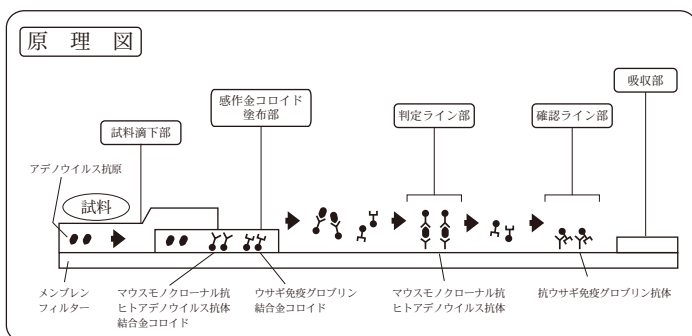 原 理 図
吸収部
感作金コロイド
塗布部
判定ライン部
確認ライン部
試料滴下部
アデノウイルス抗原
試料
メンブレン
フィルター
マウスモノクローナル抗
ヒトアデノウイルス抗体
結合金コロイド
ウサギ免疫グロブリン
結合金コロイド
マウスモノクローナル抗
ヒトアデノウイルス抗体
抗ウサギ免疫グロブリン抗体